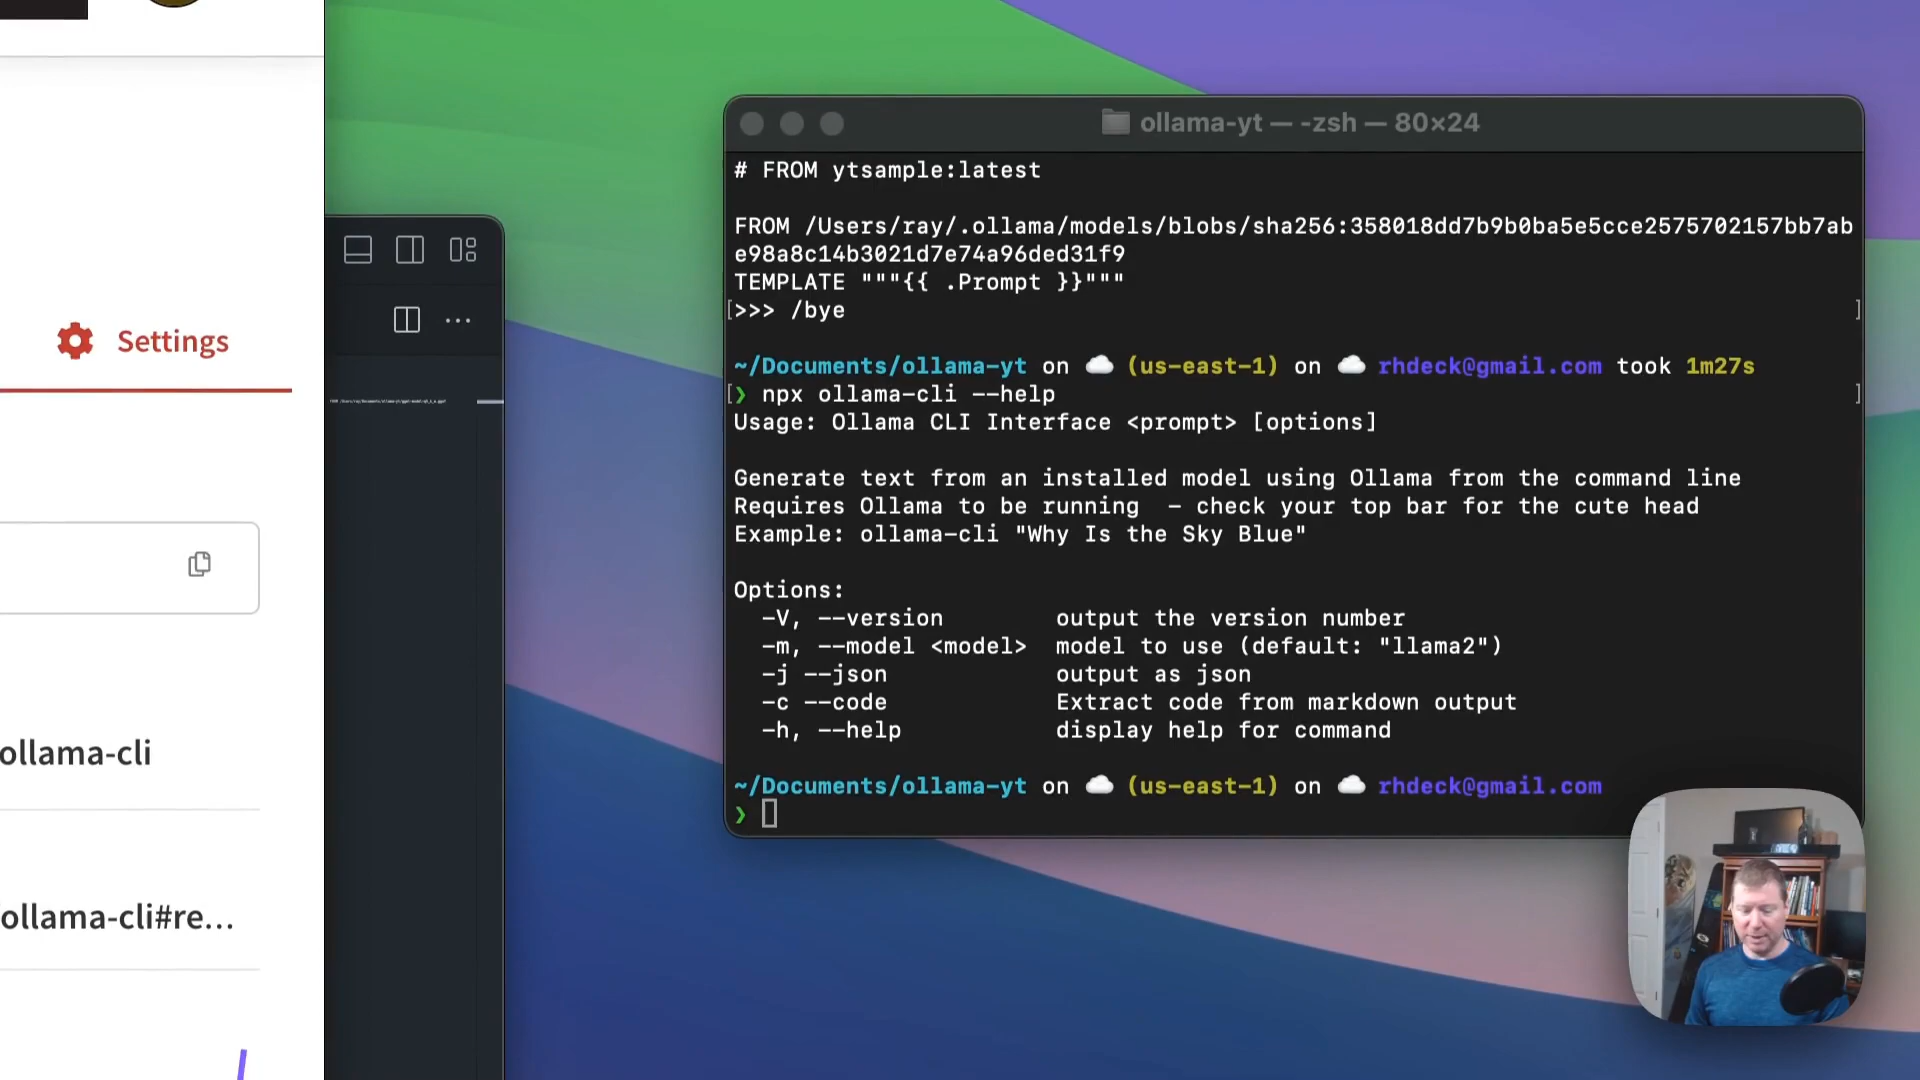 Settings
ollama-cli
ollama-cli#re...
ollama-yt — -zsh — 80×24
# FROM ytsample:latest
FROM /Users/ray/.ollama/models/blobs/sha256:358018dd7b9b0ba5e5cce2575702157bb7ab
e98a8c14b3021d7e74a96ded31f9
TEMPLATE """{{ .Prompt }}"""
[>>> /bye ]
~/Documents/ollama-yt on ☁️ (us-east-1) on ☁️ rhdeck@gmail.com took 1m27s
[❯ npx ollama-cli --help ]
Usage: Ollama CLI Interface <prompt> [options]
Generate text from an installed model using Ollama from the command line
Requires Ollama to be running  - check your top bar for the cute head
Example: ollama-cli "Why Is the Sky Blue"
Options:
-V, --version output the version number
-m, --model <model> model to use (default: "llama2")
-j --json output as json
-c --code Extract code from markdown output
-h, --help display help for command
~/Documents/ollama-yt on ☁️ (us-east-1) on ☁️ rhdeck@gmail.com
❯